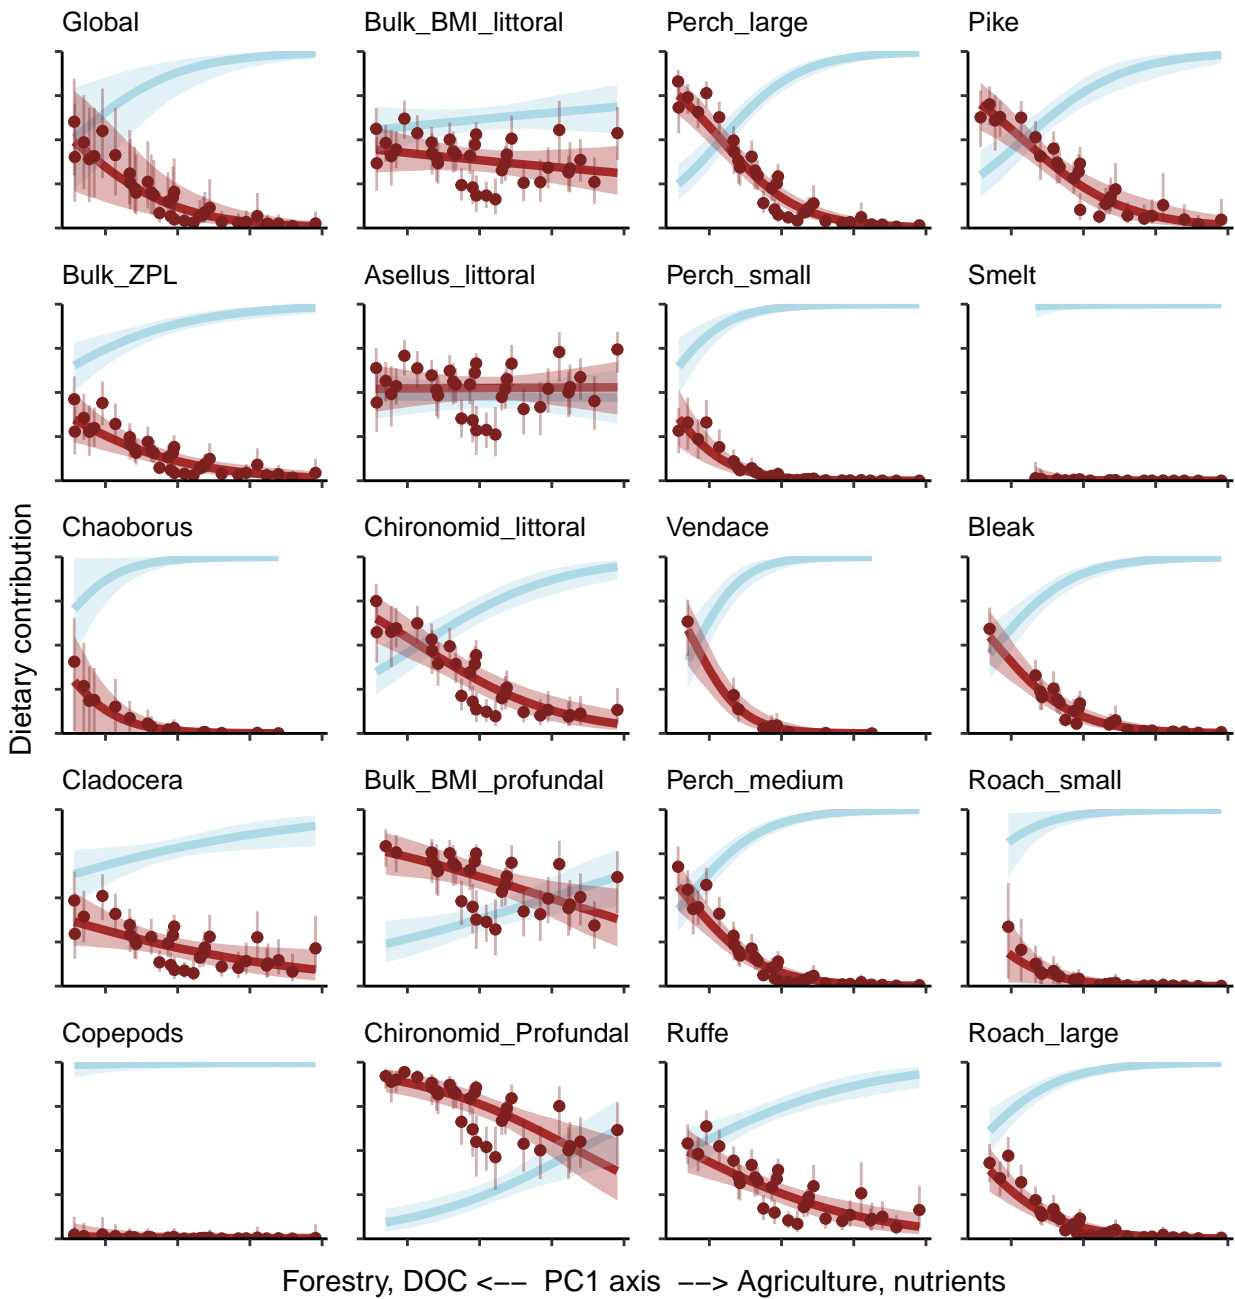 Global
Bulk_BMI_littoral
Perch_large
Pike
Bulk_ZPL
Asellus_littoral
Perch_small
Smelt
Chaoborus
Chironomid_littoral
Vendace
Bleak
Cladocera
Bulk_BMI_profundal
Perch_medium
Roach_small
Copepods
Chironomid_Profundal
Ruffe
Roach_large
Dietary contribution
Forestry, DOC <−− PC1 axis −−> Agriculture, nutrients